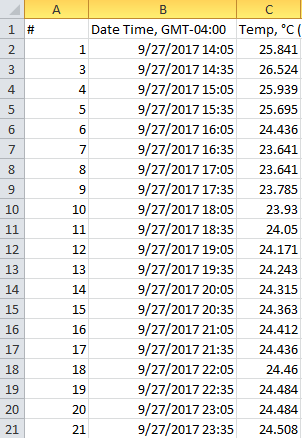 A B C
1 # Date Time, GMT-04:00 Temp, °C (
2 1 9/27/2017 14:05 25.841
3 3 9/27/2017 14:35 26.524
4 4 9/27/2017 15:05 25.939
5 5 9/27/2017 15:35 25.695
6 6 9/27/2017 16:05 24.436
7 7 9/27/2017 16:35 23.641
8 8 9/27/2017 17:05 23.641
9 9 9/27/2017 17:35 23.785
10 10 9/27/2017 18:05 23.93
11 11 9/27/2017 18:35 24.05
12 12 9/27/2017 19:05 24.171
13 13 9/27/2017 19:35 24.243
14 14 9/27/2017 20:05 24.315
15 15 9/27/2017 20:35 24.363
16 16 9/27/2017 21:05 24.412
17 17 9/27/2017 21:35 24.436
18 18 9/27/2017 22:05 24.46
19 19 9/27/2017 22:35 24.484
20 20 9/27/2017 23:05 24.484
21 21 9/27/2017 23:35 24.508